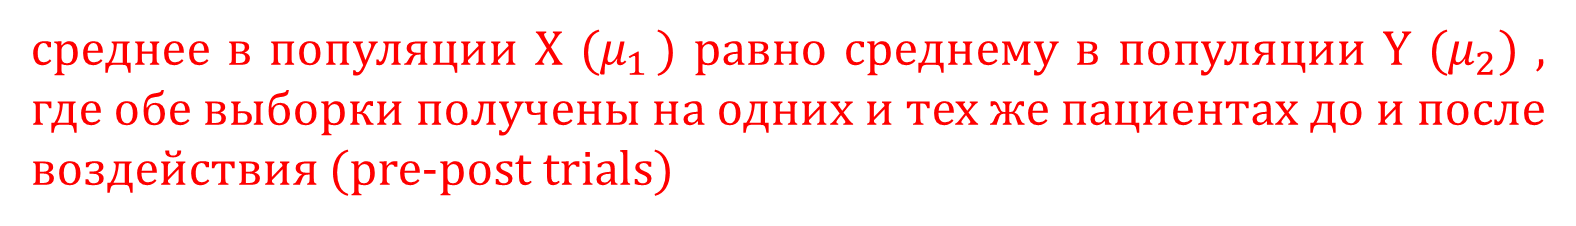 среднее в популяции X (𝜇₁ ) равно среднему в популяции Y (𝜇₂) ,
где обе выборки получены на одних и тех же пациентах до и после
воздействия (pre-post trials)